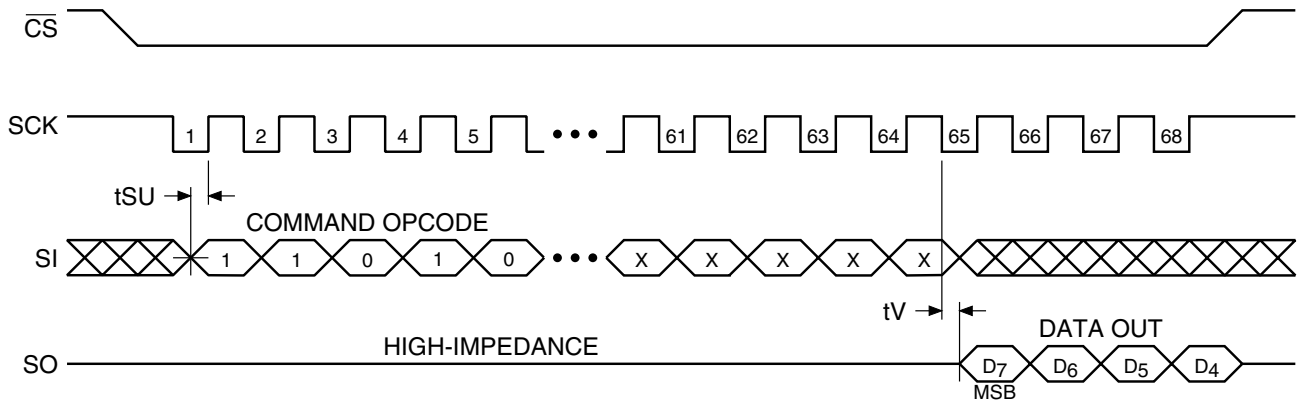 CS
SCK 1 2 3 4 5 ••• 61 62 63 64 65 66 67 68
tSU
COMMAND OPCODE
SI 1 1 0 1 0 ••• X X X X X
tV
DATA OUT
HIGH-IMPEDANCE
SO D7 D6 D5 D4
MSB